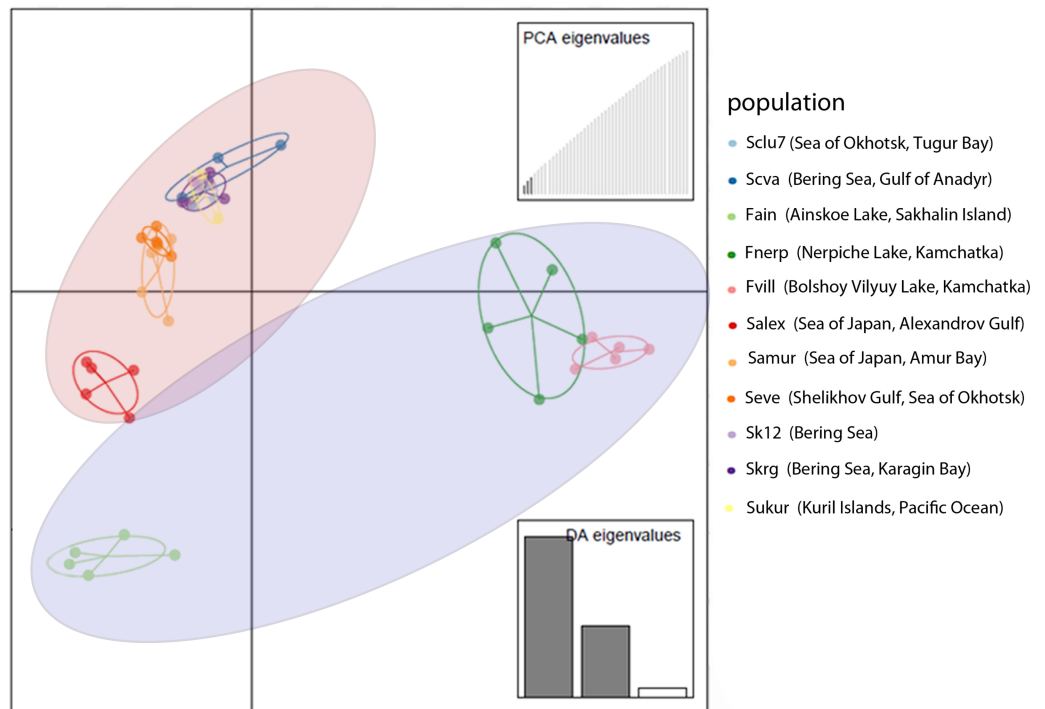 PCA eigenvalues
population
Sclu7 (Sea of Okhotsk, Tugur Bay)
Scva (Bering Sea, Gulf of Anadyr)
Fain (Ainskoe Lake, Sakhalin Island)
Fnerp (Nerpiche Lake, Kamchatka)
Fvill (Bolshoy Vilyuy Lake, Kamchatka)
Salex (Sea of Japan, Alexandrov Gulf)
Samur (Sea of Japan, Amur Bay)
Seve (Shelikhov Gulf, Sea of Okhotsk)
Sk12 (Bering Sea)
Skrg (Bering Sea, Karagin Bay)
Sukur (Kuril Islands, Pacific Ocean)
DA eigenvalues